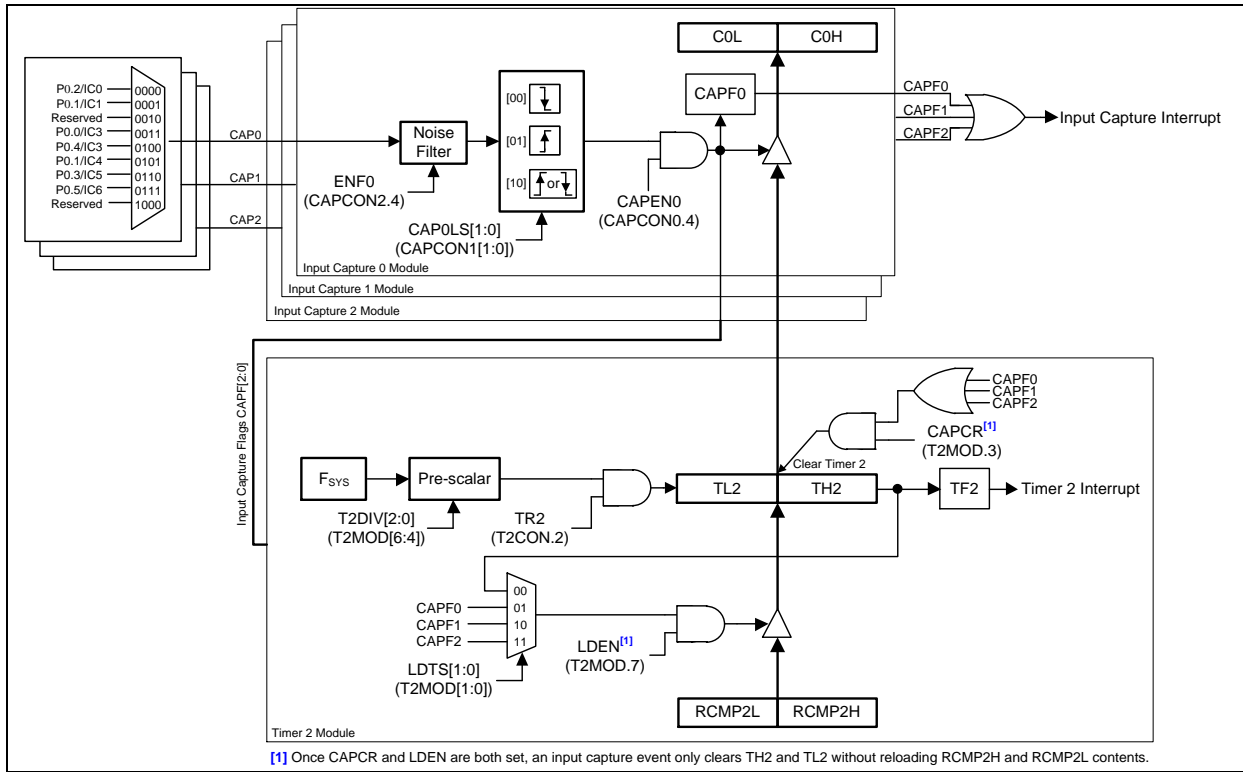 C0L C0H
P0.2/IC0 0000
P0.1/IC1 0001
Reserved 0010
P0.0/IC3 0011
P0.4/IC3 0100
P0.1/IC4 0101
P0.3/IC5 0110
P0.5/IC6 0111
Reserved 1000
CAP0
CAP1
CAP2
Noise
Filter
ENF0
(CAPCON2.4)
[00]
[01]
[10] or
CAP0LS[1:0]
(CAPCON1[1:0])
CAPEN0
(CAPCON0.4)
CAPF0
CAPF0
CAPF1
CAPF2
Input Capture Interrupt
Input Capture 0 Module
Input Capture 1 Module
Input Capture 2 Module
Input Capture Flags CAPF[2:0]
CAPF0
CAPF1
CAPF2
CAPCR[1]
(T2MOD.3)
Clear Timer 2
FSYS
Pre-scalar
T2DIV[2:0]
(T2MOD[6:4])
TR2
(T2CON.2)
TL2 TH2
TF2
Timer 2 Interrupt
00
CAPF0 01
CAPF1 10
CAPF2 11
LDTS[1:0]
(T2MOD[1:0])
LDEN[1]
(T2MOD.7)
RCMP2L RCMP2H
Timer 2 Module
[1] Once CAPCR and LDEN are both set, an input capture event only clears TH2 and TL2 without reloading RCMP2H and RCMP2L contents.